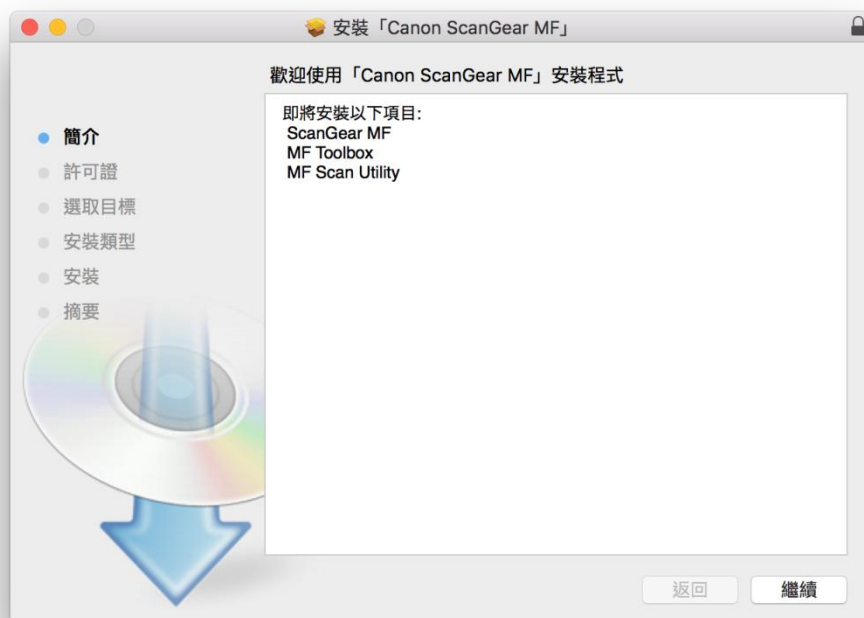 安裝「Canon ScanGear MF」
歡迎使用「Canon ScanGear MF」安裝程式
簡介
許可證
選取目標
安裝類型
安裝
摘要
即將安裝以下項目:
ScanGear MF
MF Toolbox
MF Scan Utility
返回
繼續